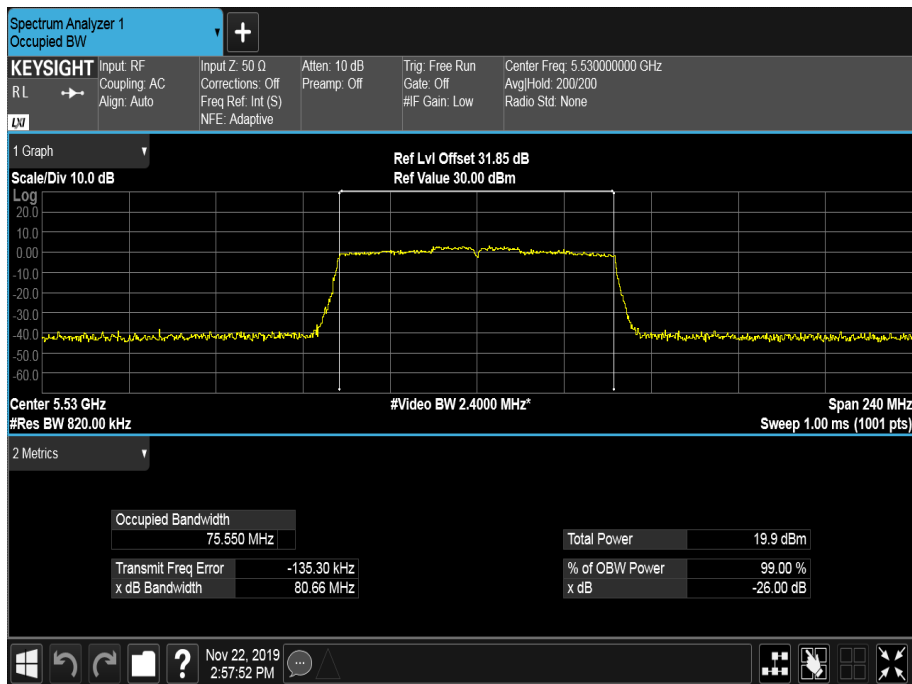 Spectrum Analyzer 1
Occupied BW
KEYSIGHT
RL
LXI
Input: RF
Coupling: AC
Align: Auto
Input Z: 50 Ω
Corrections: Off
Freq Ref: Int (S)
NFE: Adaptive
Atten: 10 dB
Preamp: Off
Trig: Free Run
Gate: Off
#IF Gain: Low
Center Freq: 5.530000000 GHz
Avg|Hold: 200/200
Radio Std: None
1 Graph
Scale/Div 10.0 dB
Ref Lvl Offset 31.85 dB
Ref Value 30.00 dBm
Log
20.0
10.0
0.00
-10.0
-20.0
-30.0
-40.0
-50.0
-60.0
Center 5.53 GHz
#Video BW 2.4000 MHz*
Span 240 MHz
#Res BW 820.00 kHz
Sweep 1.00 ms (1001 pts)
2 Metrics
Occupied Bandwidth
75.550 MHz
Transmit Freq Error -135.30 kHz
x dB Bandwidth 80.66 MHz
Total Power 19.9 dBm
% of OBW Power 99.00 %
x dB -26.00 dB
?
Nov 22, 2019
2:57:52 PM